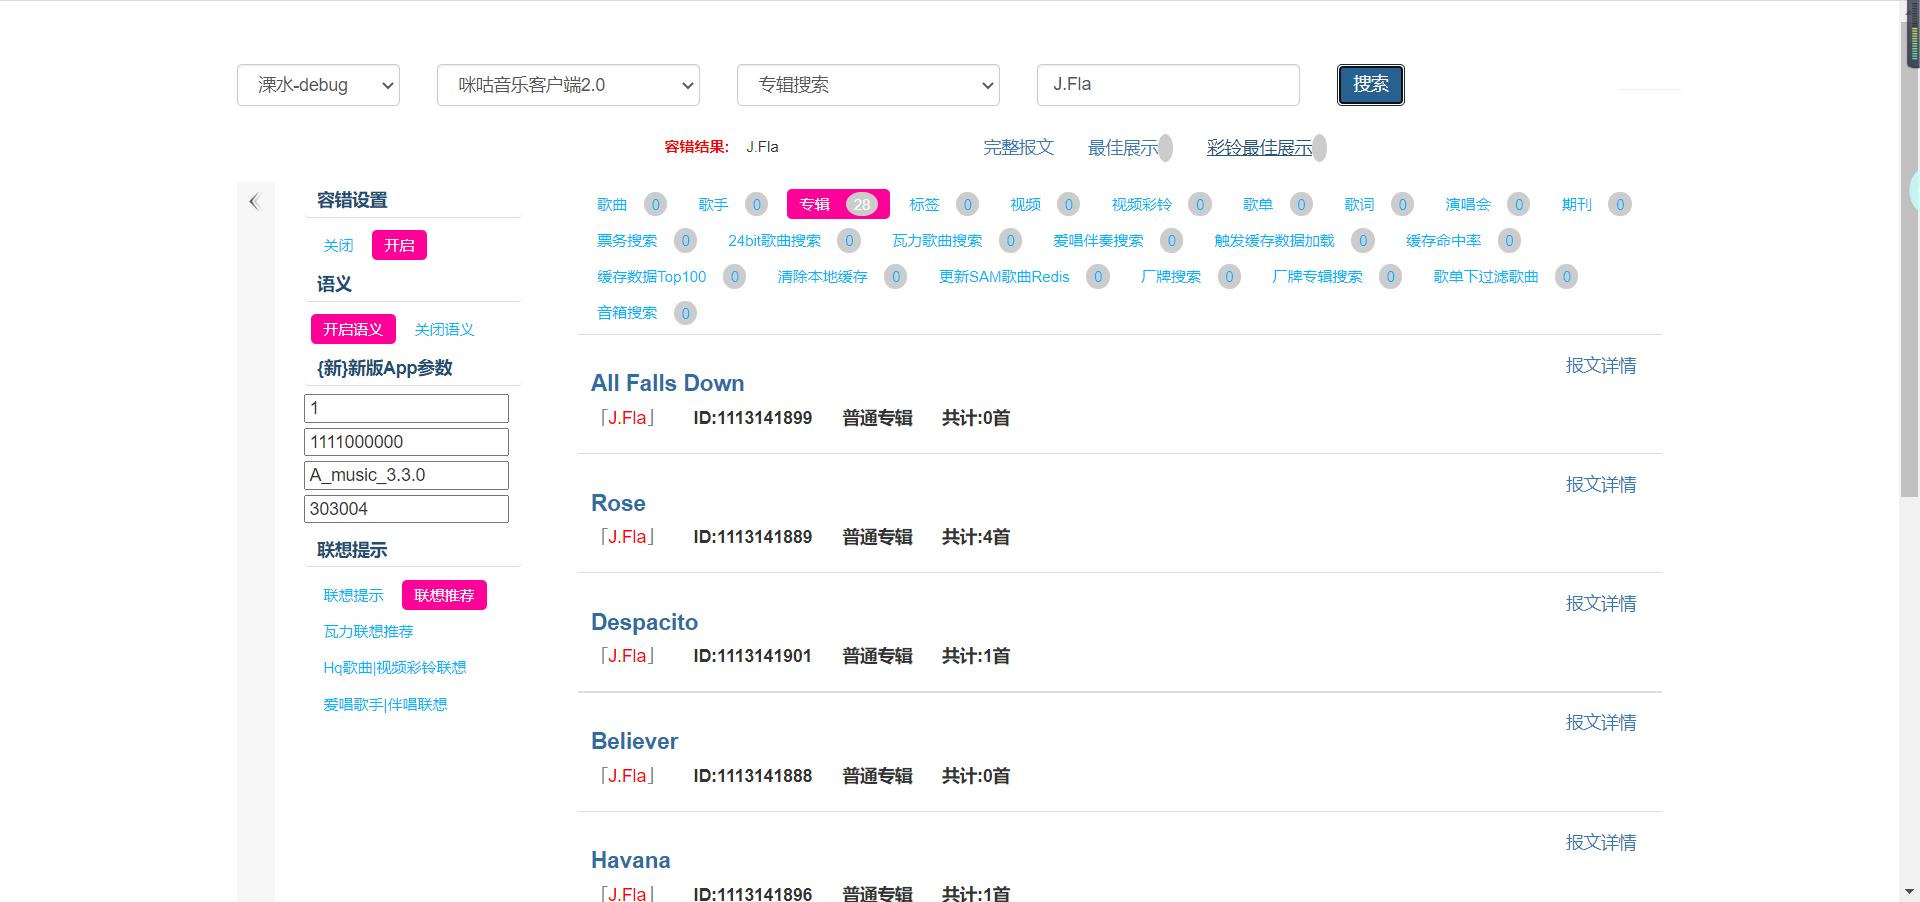 溧水-debug 咪咕音乐客户端2.0 专辑搜索 J.Fla 搜索
容错结果: J.Fla 完整报文 最佳展示 彩铃最佳展示
容错设置
关闭 开启
语义
开启语义 关闭语义
{新}新版App参数
1
1111000000
A_music_3.3.0
303004
联想提示
联想提示 联想推荐
瓦力联想推荐
Hq歌曲|视频彩铃联想
爱唱歌手|伴唱联想
歌曲 0 歌手 0 专辑 28 标签 0 视频 0 视频彩铃 0 歌单 0 歌词 0 演唱会 0 期刊 0
票务搜索 0 24bit歌曲搜索 0 瓦力歌曲搜索 0 爱唱伴奏搜索 0 触发缓存数据加载 0 缓存命中率 0
缓存数据Top100 0 清除本地缓存 0 更新SAM歌曲Redis 0 厂牌搜索 0 厂牌专辑搜索 0 歌单下过滤歌曲 0
音箱搜索 0
报文详情
All Falls Down
「J.Fla」 ID:1113141899 普通专辑 共计:0首
报文详情
Rose
「J.Fla」 ID:1113141889 普通专辑 共计:4首
报文详情
Despacito
「J.Fla」 ID:1113141901 普通专辑 共计:1首
报文详情
Believer
「J.Fla」 ID:1113141888 普通专辑 共计:0首
报文详情
Havana
「J.Fla」 ID:1113141896 普通专辑 共计:1首